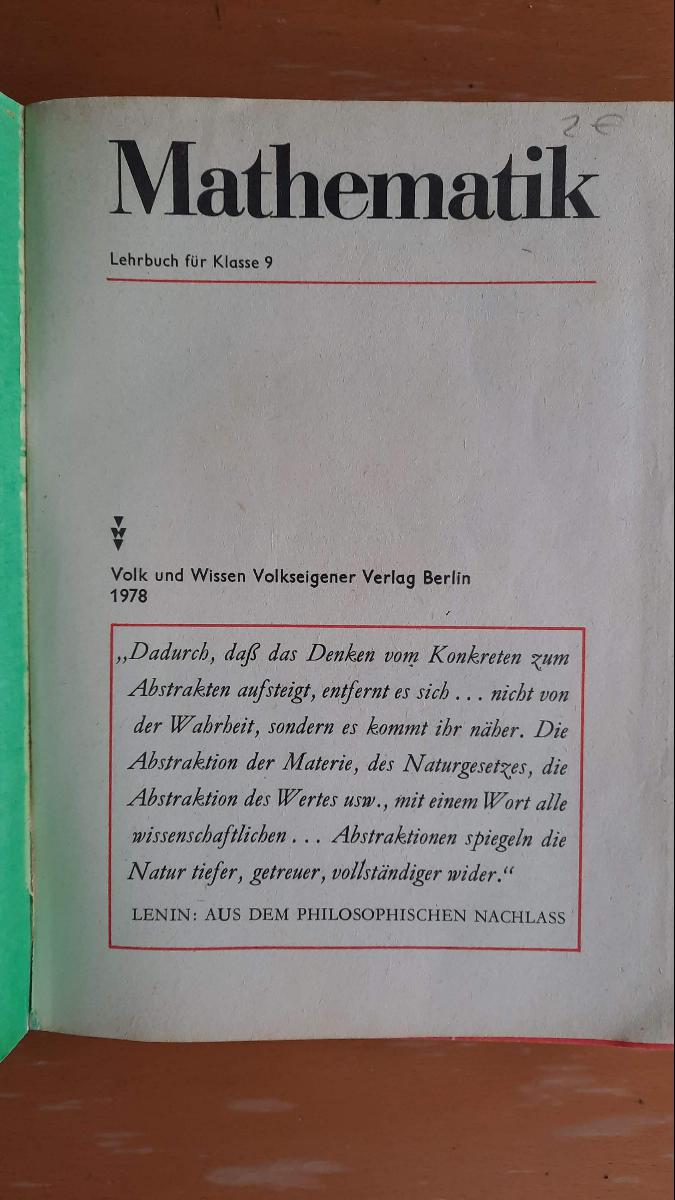 2 €
Mathematik
Lehrbuch für Klasse 9
Volk und Wissen Volkseigener Verlag Berlin
1978
„Dadurch, daß das Denken vom Konkreten zum
Abstrakten aufsteigt, entfernt es sich . . . nicht von
der Wahrheit, sondern es kommt ihr näher. Die
Abstraktion der Materie, des Naturgesetzes, die
Abstraktion des Wertes usw., mit einem Wort alle
wissenschaftlichen . . . Abstraktionen spiegeln die
Natur tiefer, getreuer, vollständiger wider.“
LENIN: AUS DEM PHILOSOPHISCHEN NACHLASS